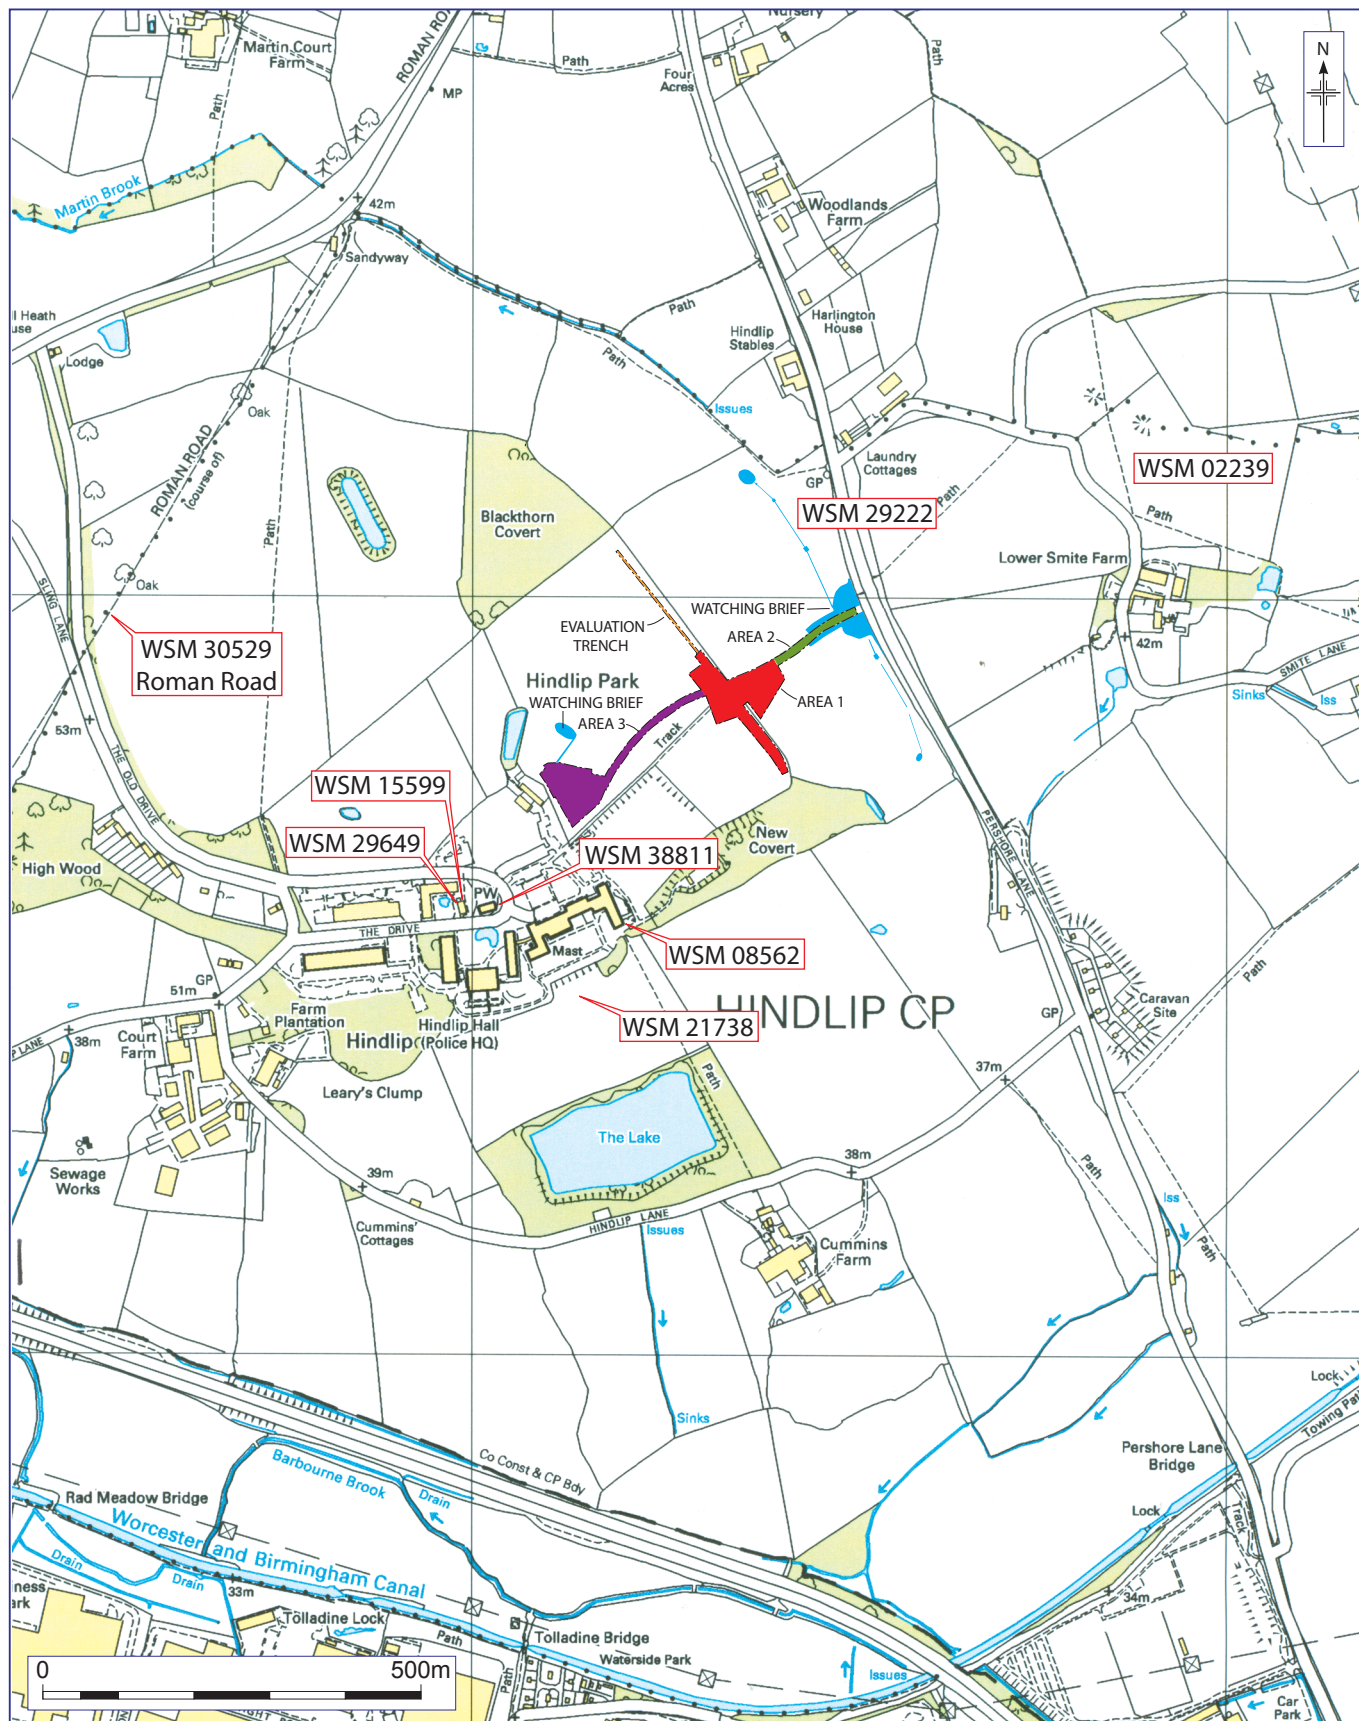 Nursery
Martin Court
Farm
ROMAN ROAD
Path
Path
Path
Four
Acres
MP
N
Martin Brook
42m
Woodlands
Farm
Sandyway
Path
Path
Harlington
House
Hindlip
Stables
Lodge
Oak
Issues
ROMAN ROAD
(course of)
Laundry
Cottages
GP
WSM 02239
WSM 29222
Path
Path
Path
Blackthorn
Covert
Lower Smite Farm
Oak
SLING LANE
WATCHING BRIEF
EVALUATION
TRENCH
AREA 2
42m
SMITE LANE
WSM 30529
Roman Road
Hindlip Park
WATCHING BRIEF
AREA 3
AREA 1
Sinks
Iss
Track
53m
THE OLD DRIVE
WSM 15599
WSM 29649
WSM 38811
New
Covert
PERSHORE LANE
High Wood
PW
THE DRIVE
Mast
WSM 08562
GP
51m
Path
HINDLIP CP
Caravan
Site
GP
Farm
Plantation
Hindlip Hall
(Police HQ)
Hindlip
WSM 21738
38m
Court
Farm
Leary's Clump
Path
37m
The Lake
Sewage
Works
38m
Path
39m
Cummins'
Cottages
HINDLIP LANE
Issues
Iss
Path
Cummins
Farm
Sinks
Lock
Towing Path
Co Const & CP Bdy
Pershore Lane
Bridge
Barbourne Brook
Drain
Rad Meadow Bridge
Lock
Track
Worcester and Birmingham Canal
Drain
Drain
33m
34m
Tolladine Lock
Path
Tolladine Bridge
Waterside Park
Issues
Path
Car
Park
0
500m